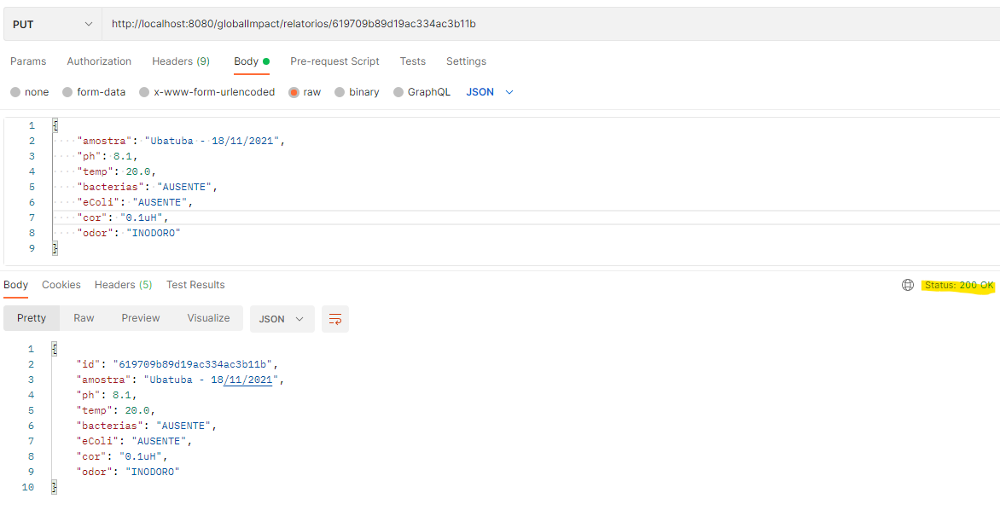 PUT http://localhost:8080/globalImpact/relatorios/619709b89d19ac334ac3b11b
Params Authorization Headers (9) Body Pre-request Script Tests Settings
none form-data x-www-form-urlencoded raw binary GraphQL JSON
1 {
2 "amostra": "Ubatuba - 18/11/2021",
3 "ph": 8.1,
4 "temp": 20.0,
5 "bacterias": "AUSENTE",
6 "eColi": "AUSENTE",
7 "cor": "0.1uH",
8 "odor": "INODORO"
9 }
Body Cookies Headers (5) Test Results Status: 200 OK
Pretty Raw Preview Visualize JSON
1 {
2 "id": "619709b89d19ac334ac3b11b",
3 "amostra": "Ubatuba - 18/11/2021",
4 "ph": 8.1,
5 "temp": 20.0,
6 "bacterias": "AUSENTE",
7 "eColi": "AUSENTE",
8 "cor": "0.1uH",
9 "odor": "INODORO"
10 }